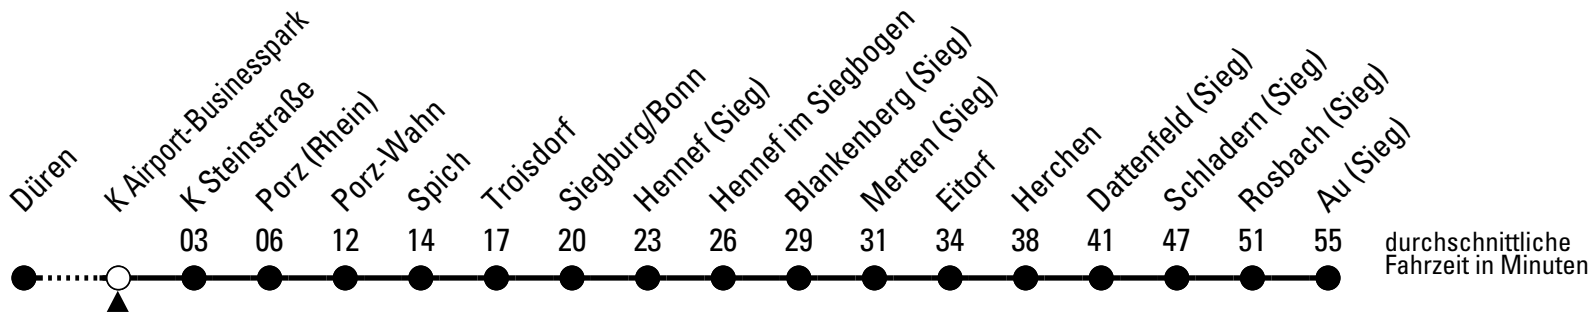 Düren
K Airport-Businesspark
K Steinstraße
Porz (Rhein)
Porz-Wahn
Spich
Troisdorf
Siegburg/Bonn
Hennef (Sieg)
Hennef im Siegbogen
Blankenberg (Sieg)
Merten (Sieg)
Eitorf
Herchen
Dattenfeld (Sieg)
Schladern (Sieg)
Rosbach (Sieg)
Au (Sieg)
03 06 12 14 17 20 23 26 29 31 34 38 41 47 51 55
durchschnittliche
Fahrzeit in Minuten